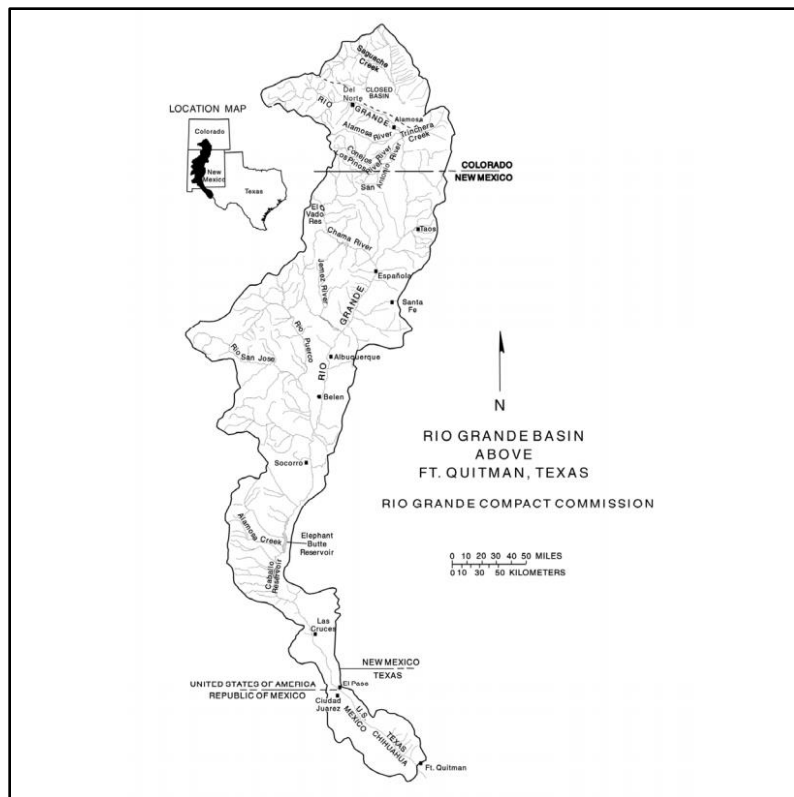 Saguache
Creek
Del
Norte
CLOSED
BASIN
RIO
GRANDE
Alamosa
Alamosa River
Trinchera
Creek
Conejos
River
Los Pinos
River
San
Antonio River
LOCATION MAP
Colorado
New
Mexico
Texas
COLORADO
NEW MEXICO
El
Vado
Res
Taos
Chama River
Española
Jemez River
GRANDE
Santa
Fe
Rio
Puerco
RIO
Rio
San Jose
Albuquerque
Belen
N
RIO GRANDE BASIN
ABOVE
FT. QUITMAN, TEXAS
RIO GRANDE COMPACT COMMISSION
Socorro
Alamosa Creek
Elephant
Butte
Reservoir
Caballo
Reservoir
0 10 20 30 40 50 MILES
0 10 30 50 KILOMETERS
Las
Cruces
NEW MEXICO
TEXAS
UNITED STATES OF AMERICA
REPUBLIC OF MEXICO
El Paso
Ciudad
Juarez
U.S.
MEXICO
TEXAS
CHIHUAHUA
Ft. Quitman